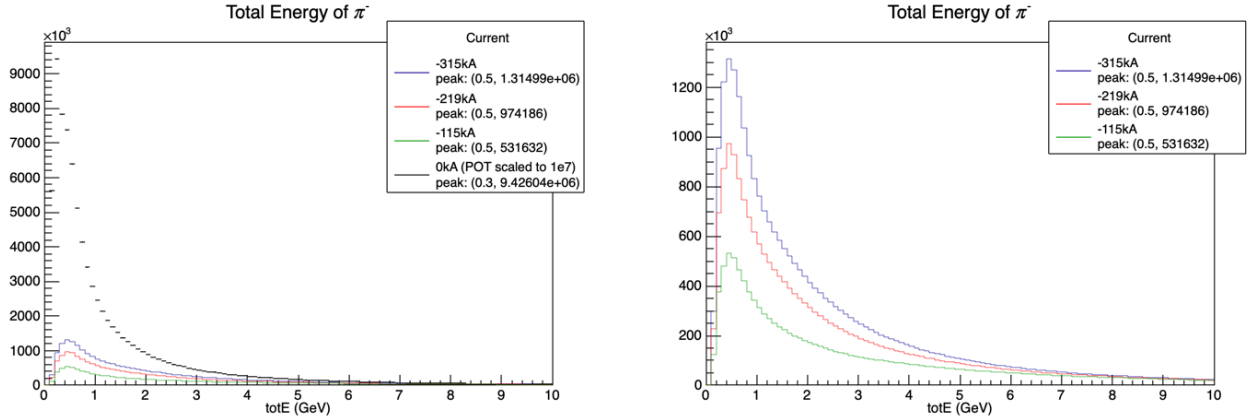 Total Energy of π⁻
×10³
Current
-315kA
peak: (0.5, 1.31499e+06)
-219kA
peak: (0.5, 974186)
-115kA
peak: (0.5, 531632)
0kA (POT scaled to 1e7)
peak: (0.3, 9.42604e+06)
9000
8000
7000
6000
5000
4000
3000
2000
1000
0
0 1 2 3 4 5 6 7 8 9 10
totE (GeV)
Total Energy of π⁻
×10³
Current
-315kA
peak: (0.5, 1.31499e+06)
-219kA
peak: (0.5, 974186)
-115kA
peak: (0.5, 531632)
1200
1000
800
600
400
200
0
0 1 2 3 4 5 6 7 8 9 10
totE (GeV)